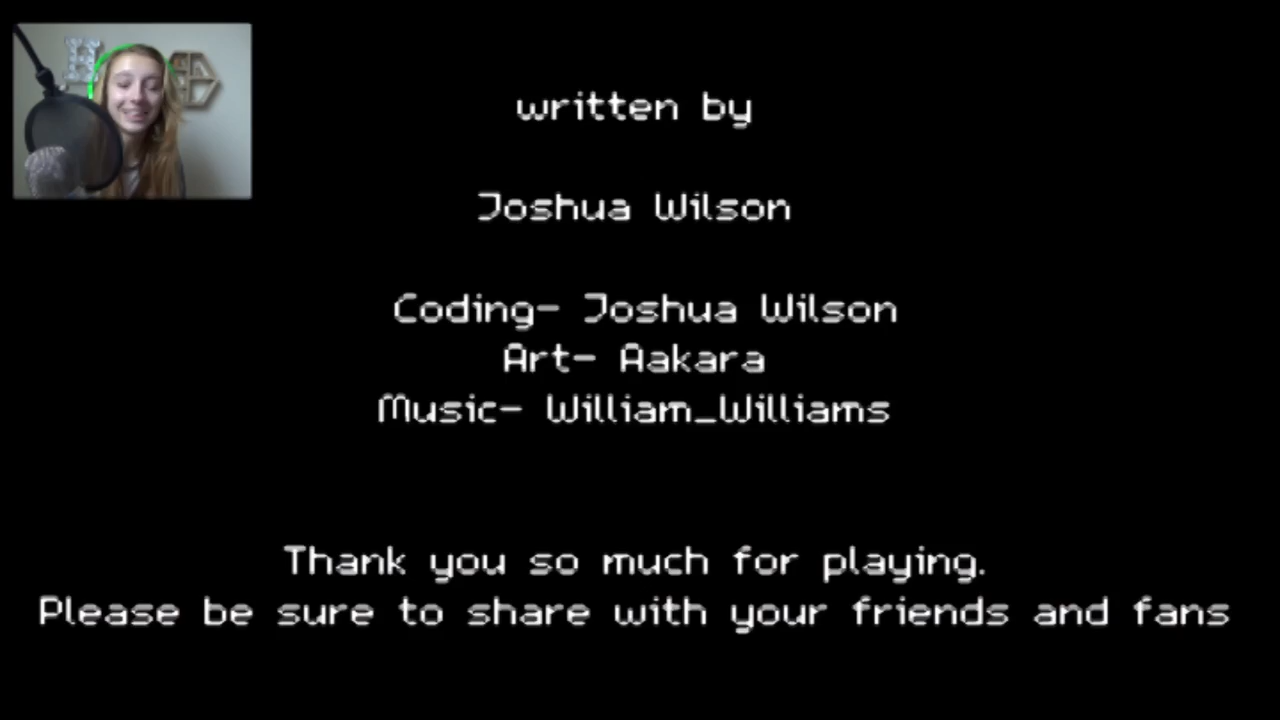 written by
Joshua Wilson
Coding- Joshua Wilson
Art- Aakara
Music- William_Williams
Thank you so much for playing.
Please be sure to share with your friends and fans